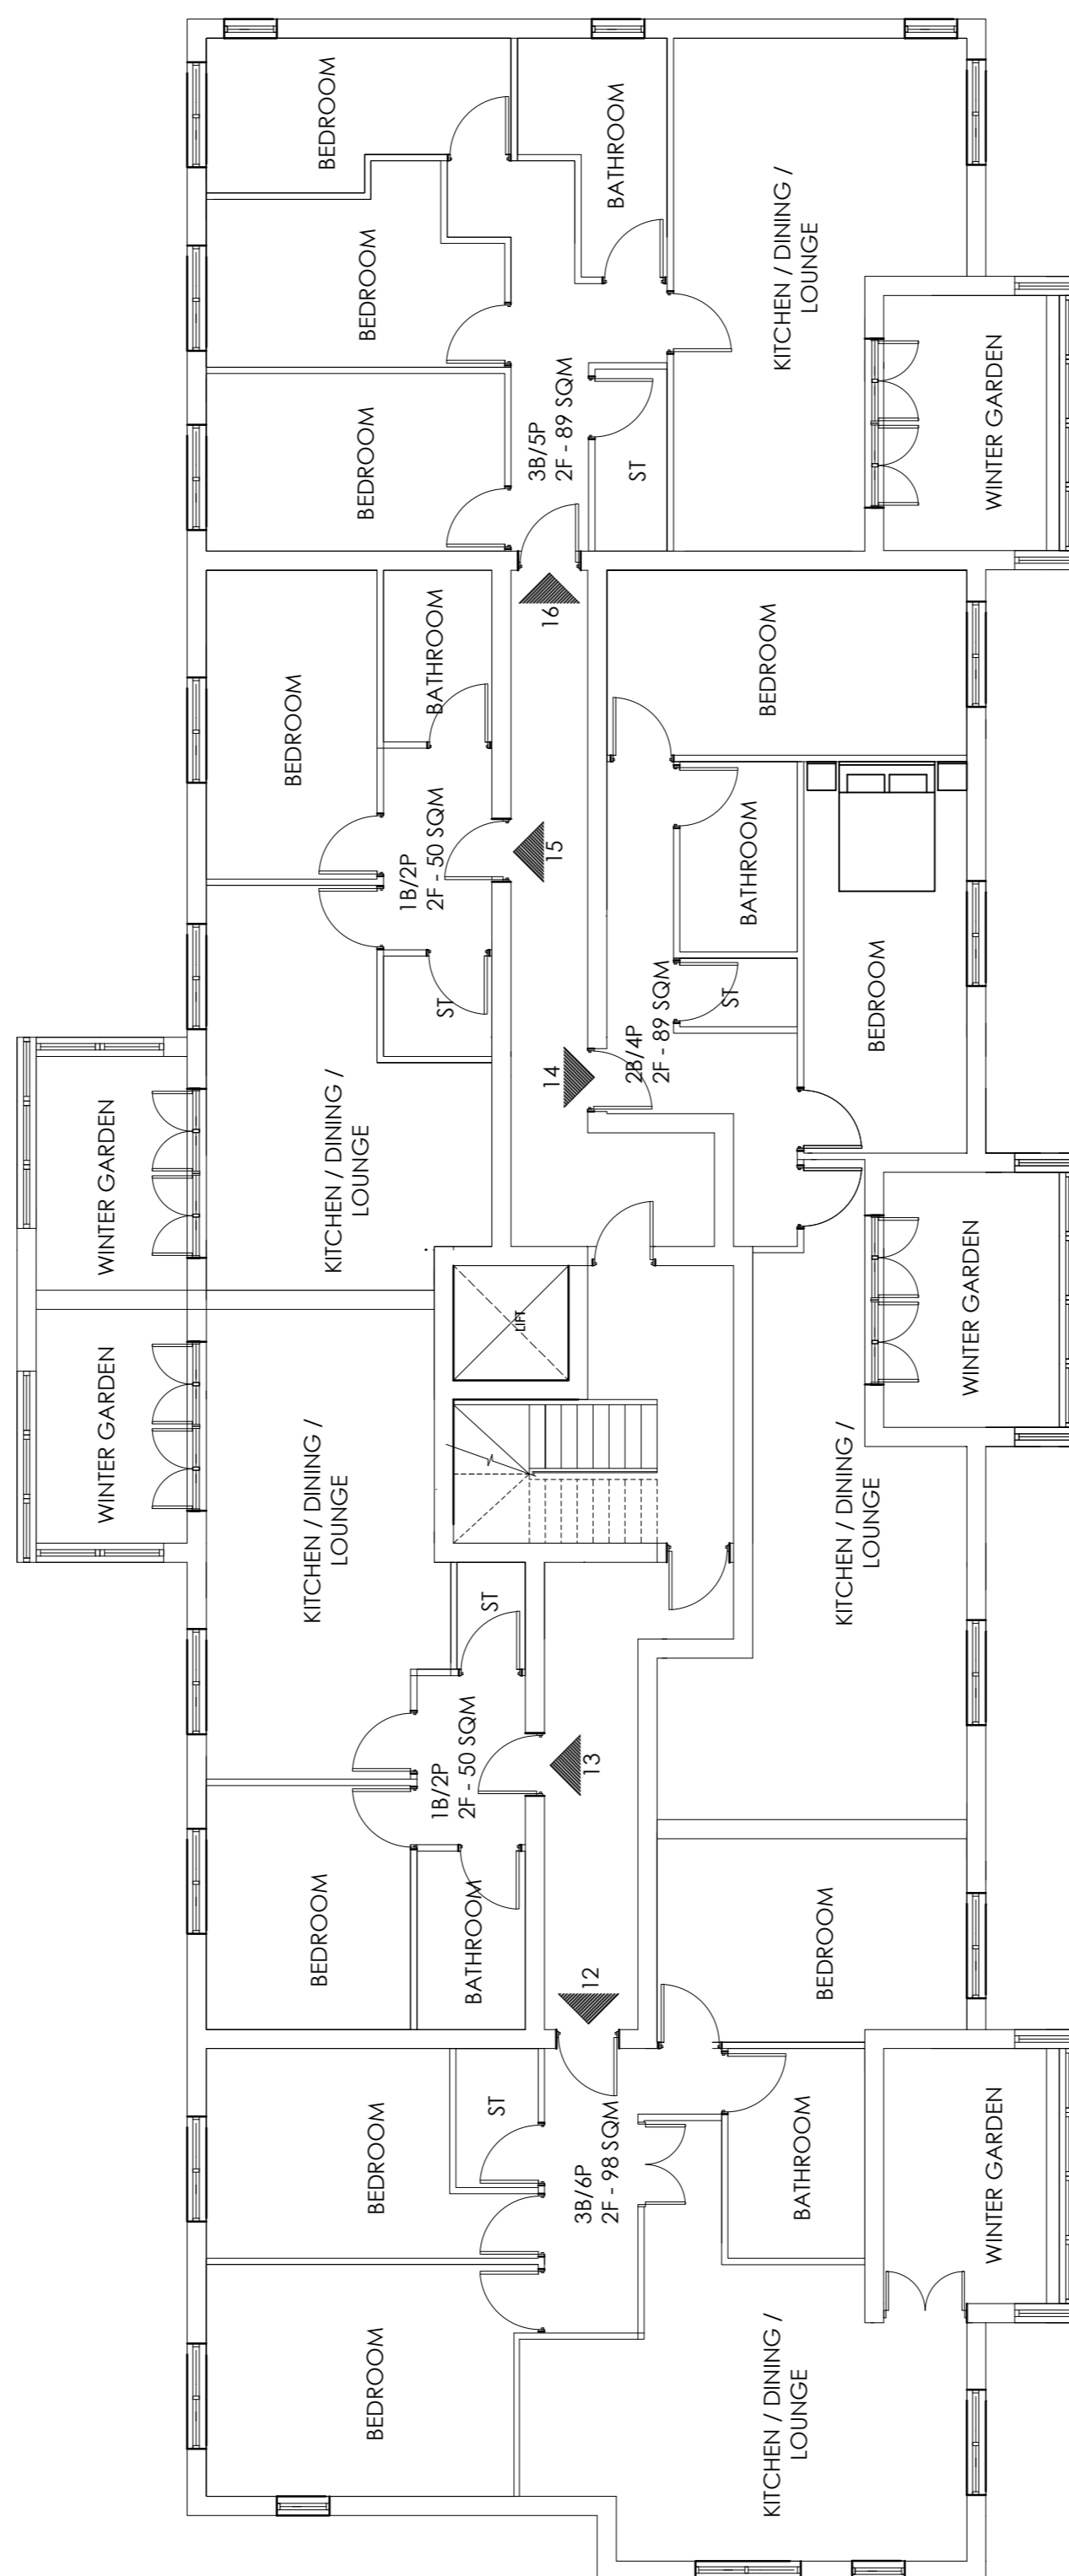 BEDROOM
BEDROOM
BEDROOM
BATHROOM
KITCHEN / DINING /
LOUNGE
WINTER GARDEN
3B/5P
2F - 89 SQM
ST
16
BEDROOM
BATHROOM
1B/2P
2F - 50 SQM
15
ST
KITCHEN / DINING /
LOUNGE
WINTER GARDEN
BEDROOM
BATHROOM
ST
BEDROOM
14
2B/4P
2F - 89 SQM
KITCHEN / DINING /
LOUNGE
WINTER GARDEN
LIFT
WINTER GARDEN
KITCHEN / DINING /
LOUNGE
ST
1B/2P
2F - 50 SQM
13
BEDROOM
BATHROOM
12
BEDROOM
BEDROOM
ST
BEDROOM
3B/6P
2F - 98 SQM
BATHROOM
WINTER GARDEN
KITCHEN / DINING /
LOUNGE